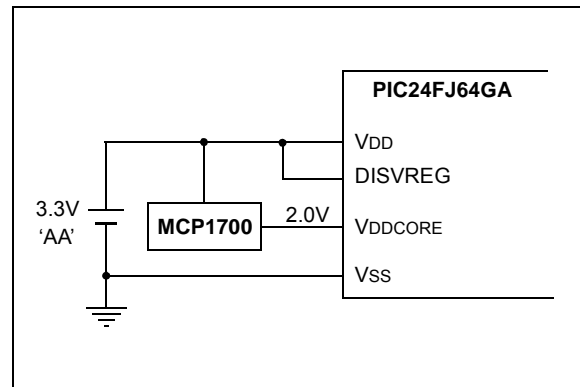 PIC24FJ64GA
VDD
DISVREG
3.3V
‘AA’
MCP1700
2.0V
VDDCORE
VSS